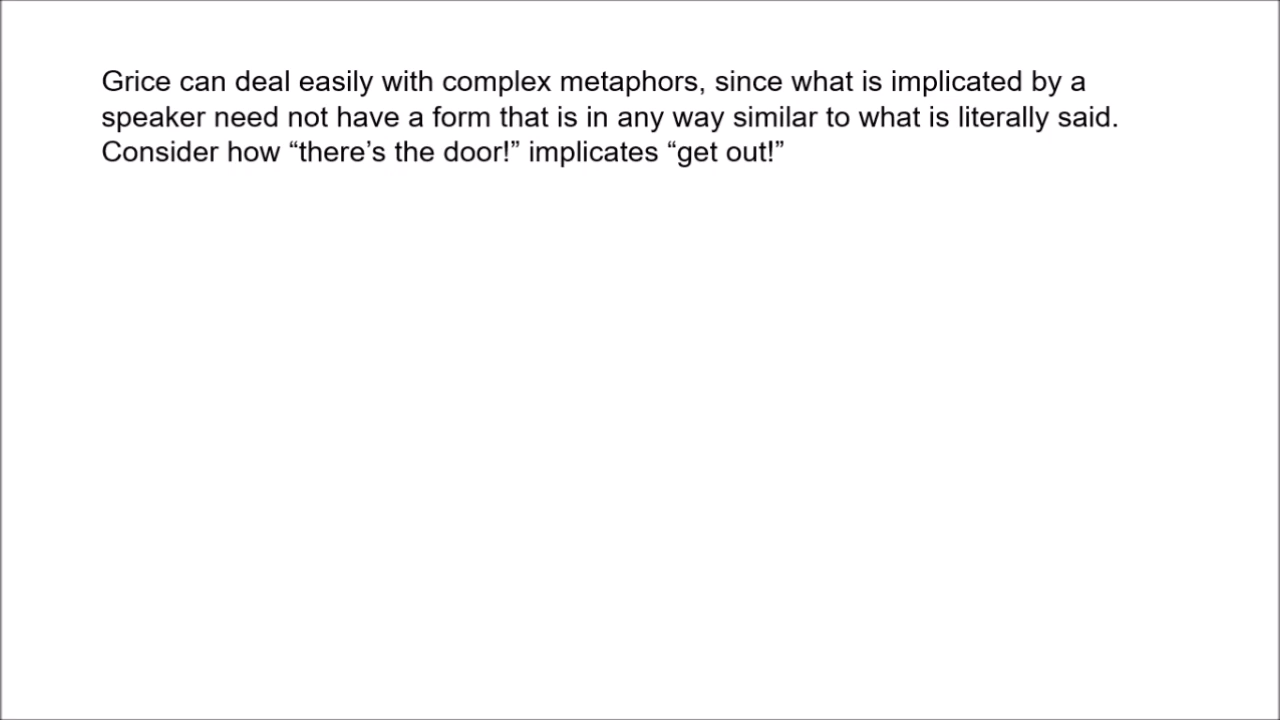 Grice can deal easily with complex metaphors, since what is implicated by a
speaker need not have a form that is in any way similar to what is literally said.
Consider how “there’s the door!” implicates “get out!”